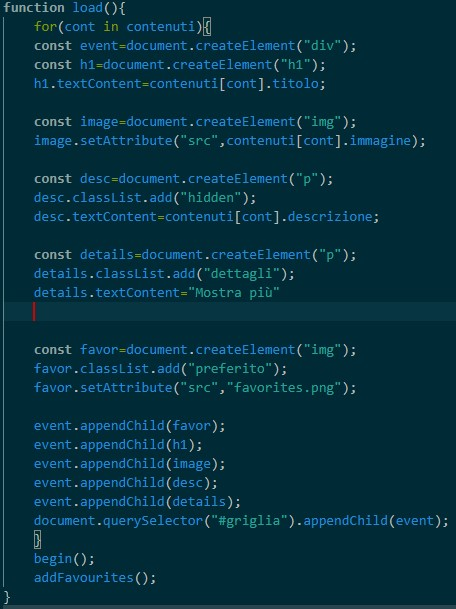 function load(){
for(cont in contenuti){
const event=document.createElement("div");
const h1=document.createElement("h1");
h1.textContent=contenuti[cont].titolo;
const image=document.createElement("img");
image.setAttribute("src",contenuti[cont].immagine);
const desc=document.createElement("p");
desc.classList.add("hidden");
desc.textContent=contenuti[cont].descrizione;
const details=document.createElement("p");
details.classList.add("dettagli");
details.textContent="Mostra più"
const favor=document.createElement("img");
favor.classList.add("preferito");
favor.setAttribute("src","favorites.png");
event.appendChild(favor);
event.appendChild(h1);
event.appendChild(image);
event.appendChild(desc);
event.appendChild(details);
document.querySelector("#griglia").appendChild(event);
}
begin();
addFavourites();
}